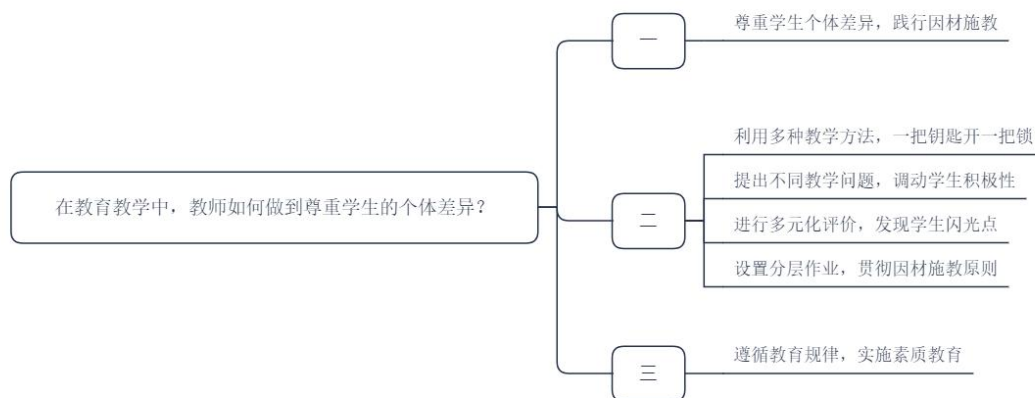 在教育教学中，教师如何做到尊重学生的个体差异？
一
尊重学生个体差异，践行因材施教
二
利用多种教学方法，一把钥匙开一把锁
提出不同教学问题，调动学生积极性
进行多元化评价，发现学生闪光点
设置分层作业，贯彻因材施教原则
三
遵循教育规律，实施素质教育